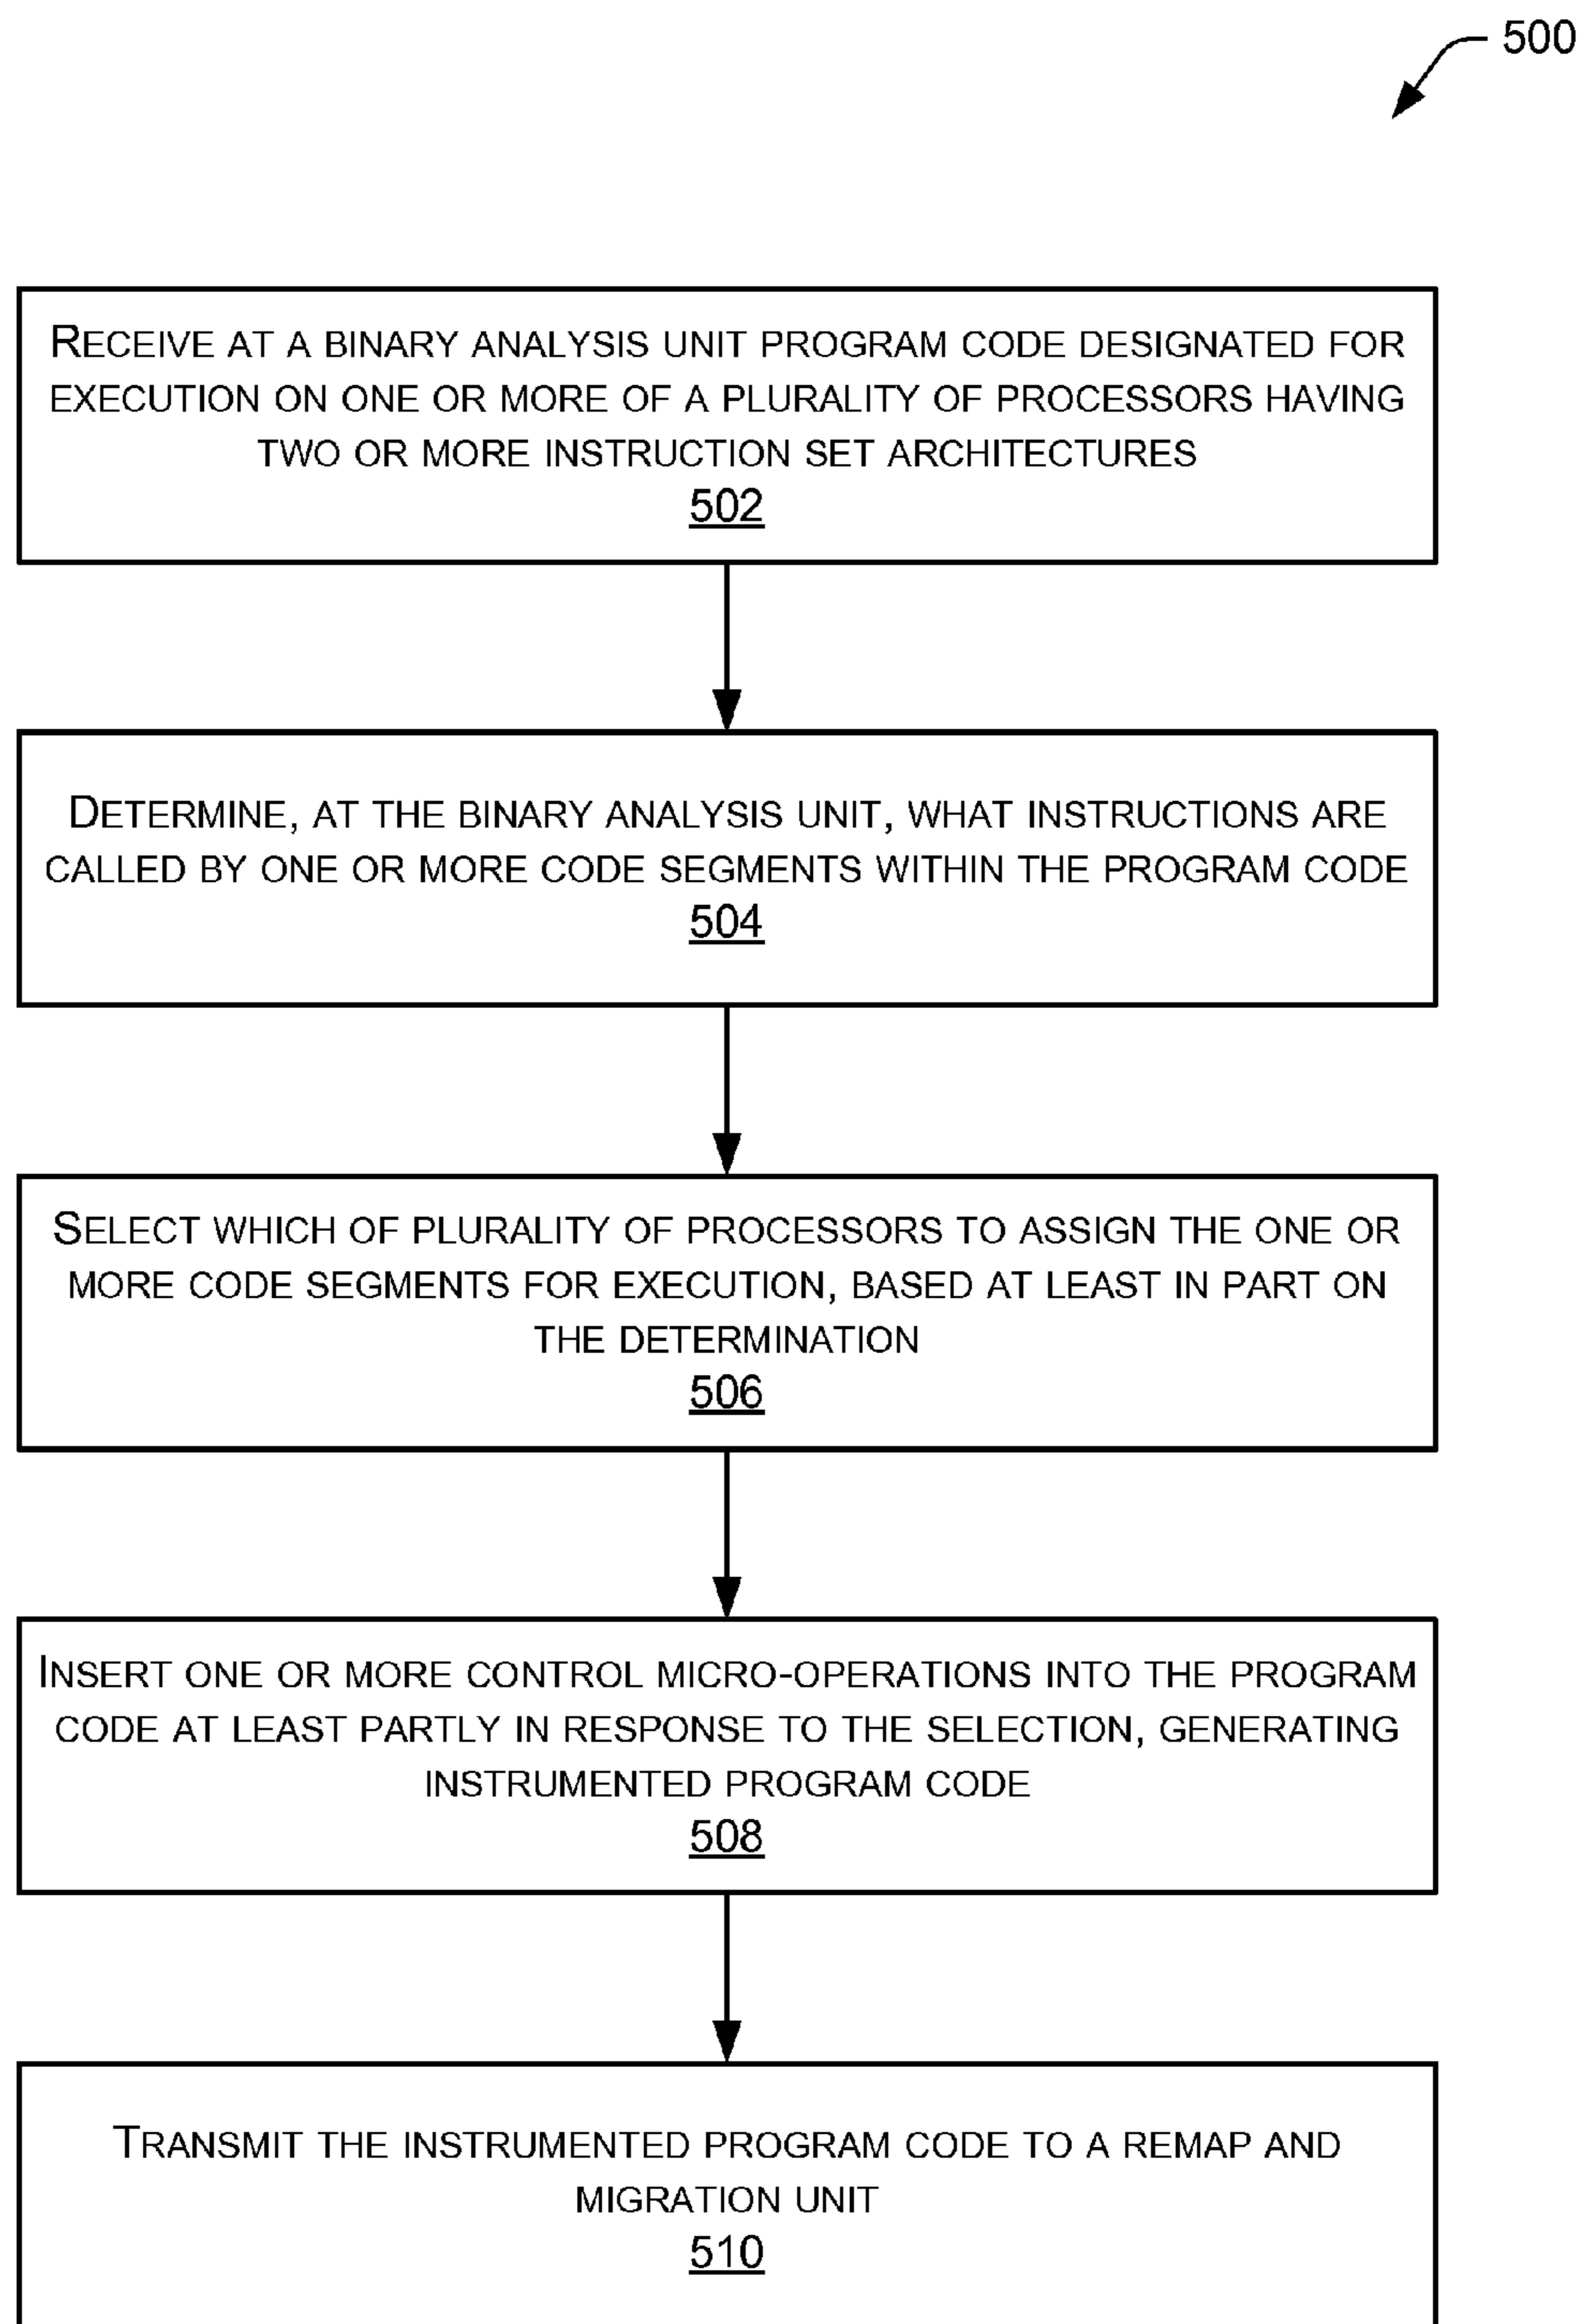 500
RECEIVE AT A BINARY ANALYSIS UNIT PROGRAM CODE DESIGNATED FOR
EXECUTION ON ONE OR MORE OF A PLURALITY OF PROCESSORS HAVING
TWO OR MORE INSTRUCTION SET ARCHITECTURES
502
DETERMINE, AT THE BINARY ANALYSIS UNIT, WHAT INSTRUCTIONS ARE
CALLED BY ONE OR MORE CODE SEGMENTS WITHIN THE PROGRAM CODE
504
SELECT WHICH OF PLURALITY OF PROCESSORS TO ASSIGN THE ONE OR
MORE CODE SEGMENTS FOR EXECUTION, BASED AT LEAST IN PART ON
THE DETERMINATION
506
INSERT ONE OR MORE CONTROL MICRO-OPERATIONS INTO THE PROGRAM
CODE AT LEAST PARTLY IN RESPONSE TO THE SELECTION, GENERATING
INSTRUMENTED PROGRAM CODE
508
TRANSMIT THE INSTRUMENTED PROGRAM CODE TO A REMAP AND
MIGRATION UNIT
510